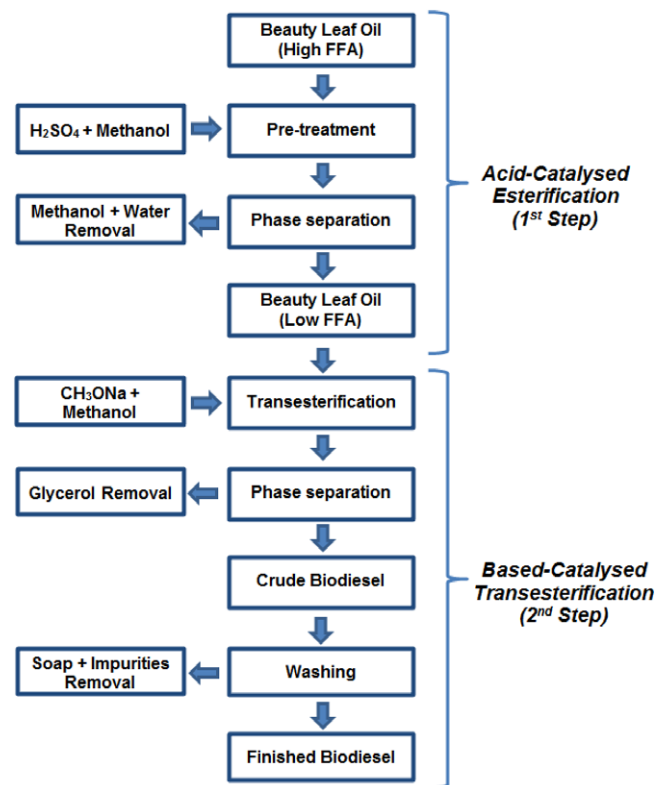 Beauty Leaf Oil
(High FFA)
H₂SO₄ + Methanol
Pre-treatment
Acid-Catalysed
Esterification
(1st Step)
Methanol + Water
Removal
Phase separation
Beauty Leaf Oil
(Low FFA)
CH₃ONa +
Methanol
Transesterification
Glycerol Removal
Phase separation
Crude Biodiesel
Based-Catalysed
Transesterification
(2nd Step)
Soap + Impurities
Removal
Washing
Finished Biodiesel